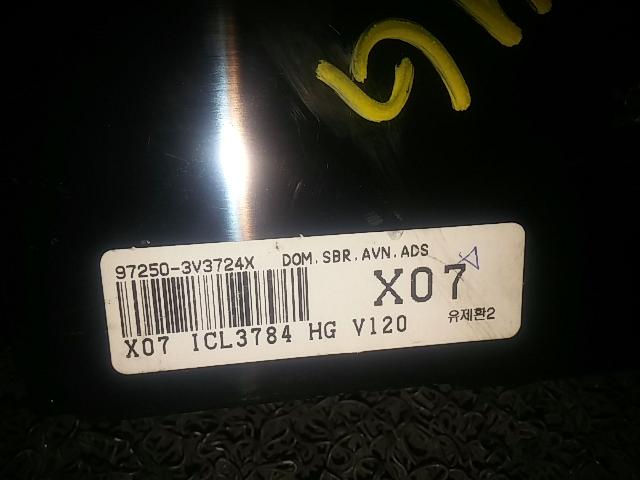 97250-3V3724X DOM.SBR.AVN.ADS
X07
X07 ICL3784 HG V120
유제환2